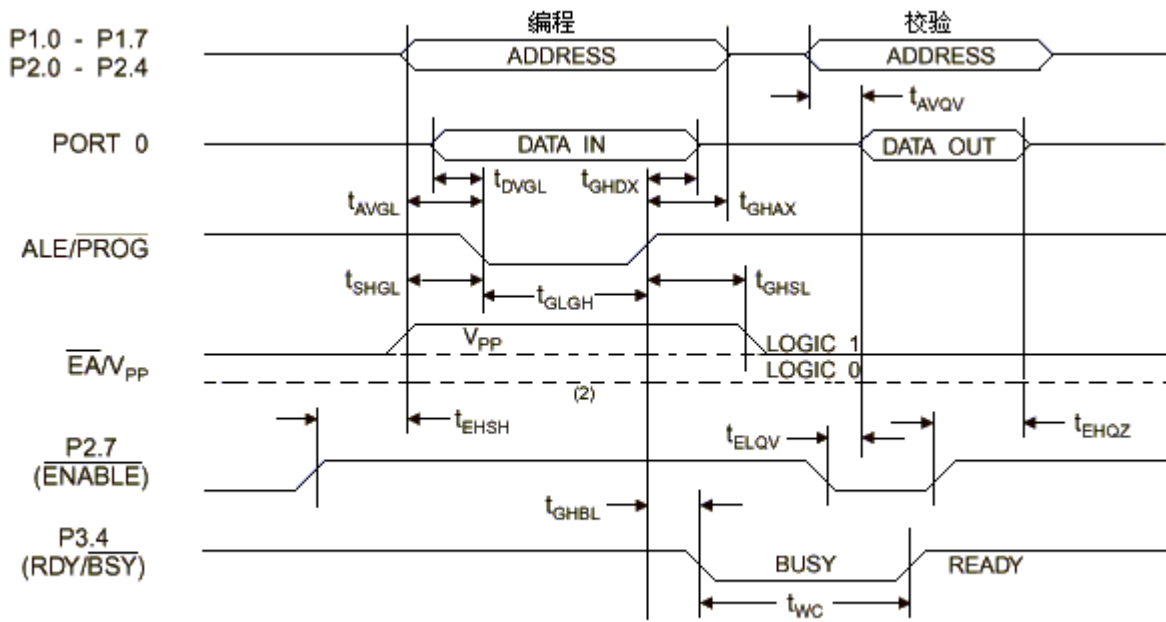 编程 校验
P1.0 - P1.7
P2.0 - P2.4
ADDRESS ADDRESS
tAVQV
PORT 0 DATA IN DATA OUT
tDVGL tGHDX
tAVGL tGHAX
ALE/PROG
tSHGL tGLGH tGHSL
VPP LOGIC 1
EA/VPP LOGIC 0
(2)
tEHSH tELQV tEHQZ
P2.7
(ENABLE)
tGHBL
P3.4
(RDY/BSY) BUSY READY
tWC